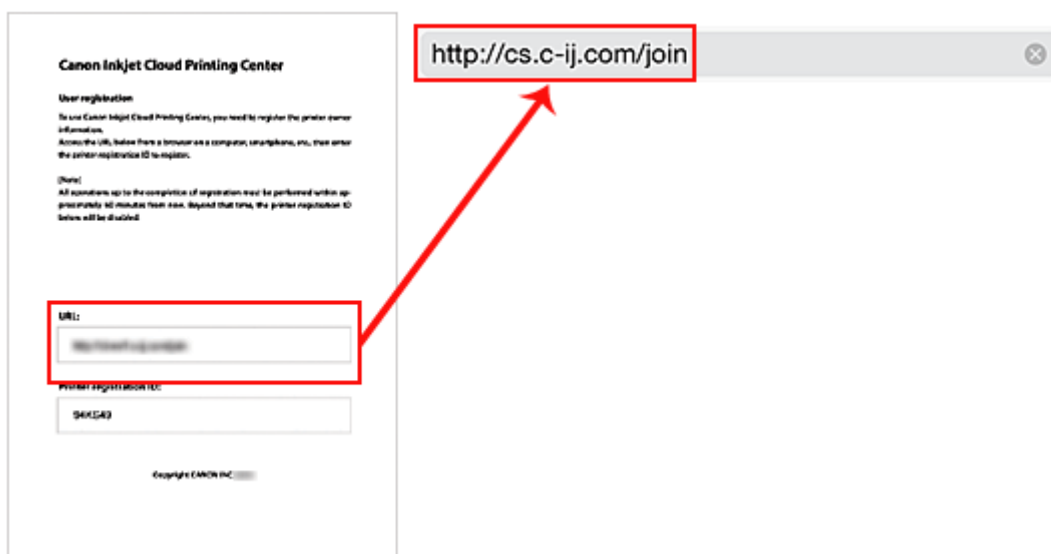 Canon Inkjet Cloud Printing Center
User registration
To use Canon Inkjet Cloud Printing Center, you need to register the printer owner
information.
Access the URL below from a browser on a computer, smartphone, etc., then enter
the printer registration ID to register.
[Note]
All operations up to the completion of registration must be performed within ap-
proximately 60 minutes from now. Beyond that time, the printer registration ID
below will be disabled.
URL:
Printer registration ID:
Copyright CANON INC.
http://cs.c-ij.com/join